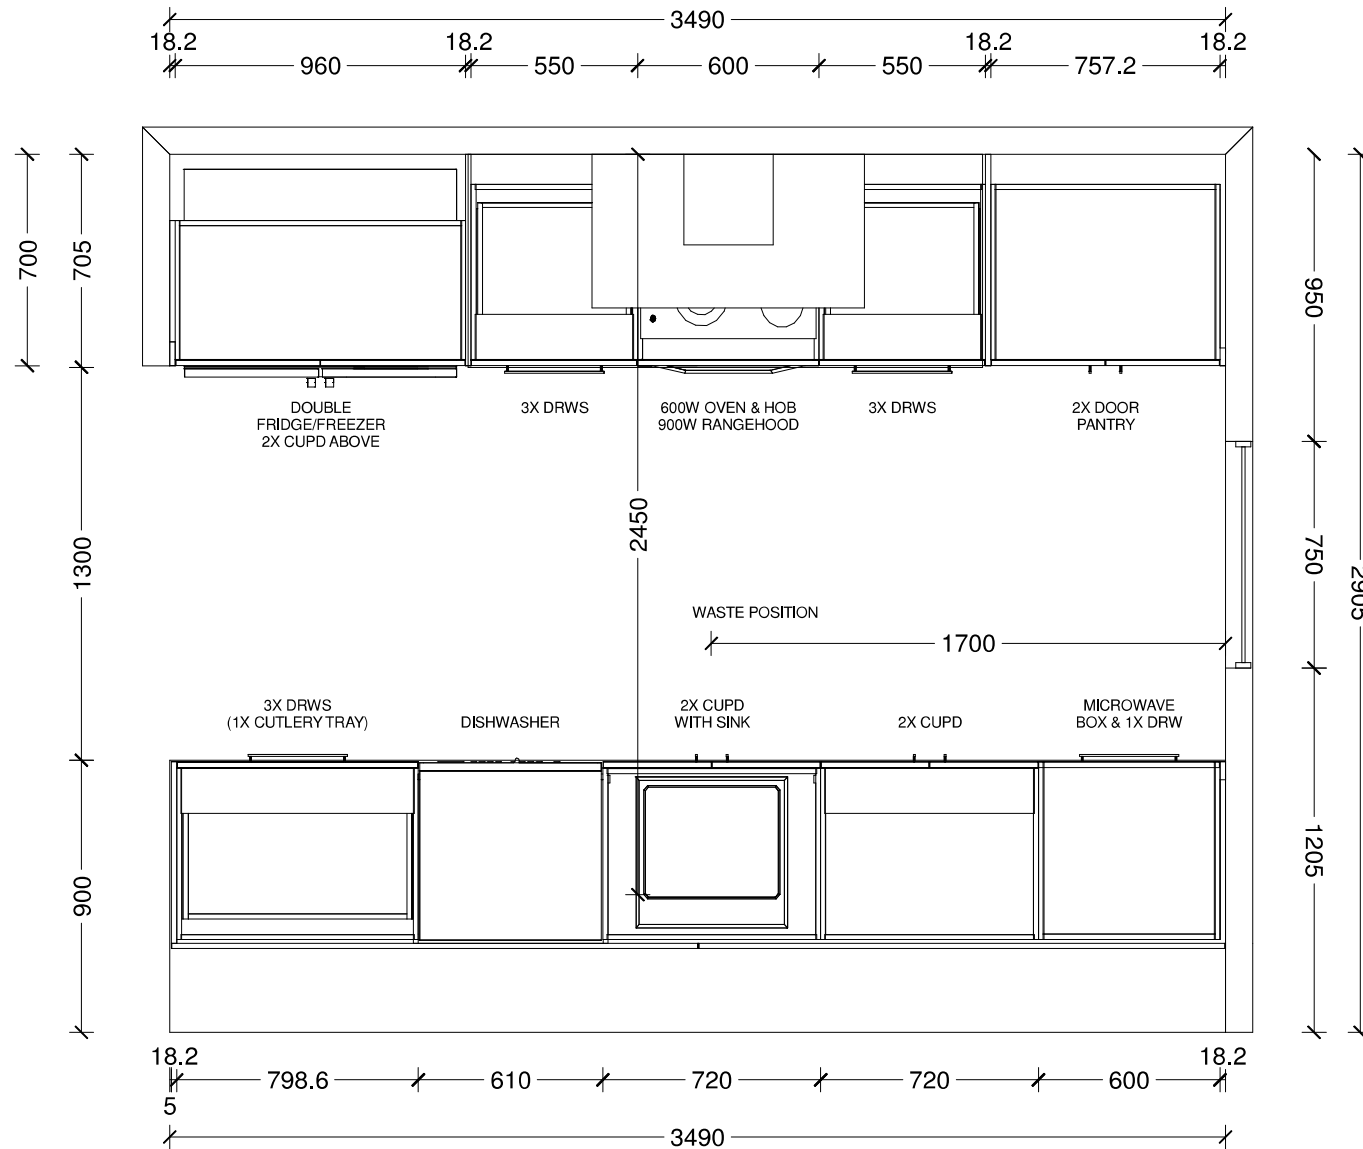 3490
18.2 18.2 18.2 18.2
960 550 600 550 757.2
700
705
950
DOUBLE
FRIDGE/FREEZER
2X CUPD ABOVE
3X DRWS
600W OVEN & HOB
900W RANGEHOOD
3X DRWS
2X DOOR
PANTRY
2450
1300
750
2905
WASTE POSITION
1700
3X DRWS
(1X CUTLERY TRAY)
DISHWASHER
2X CUPD
WITH SINK
2X CUPD
MICROWAVE
BOX & 1X DRW
900
1205
18.2 18.2
798.6 610 720 720 600
5
3490